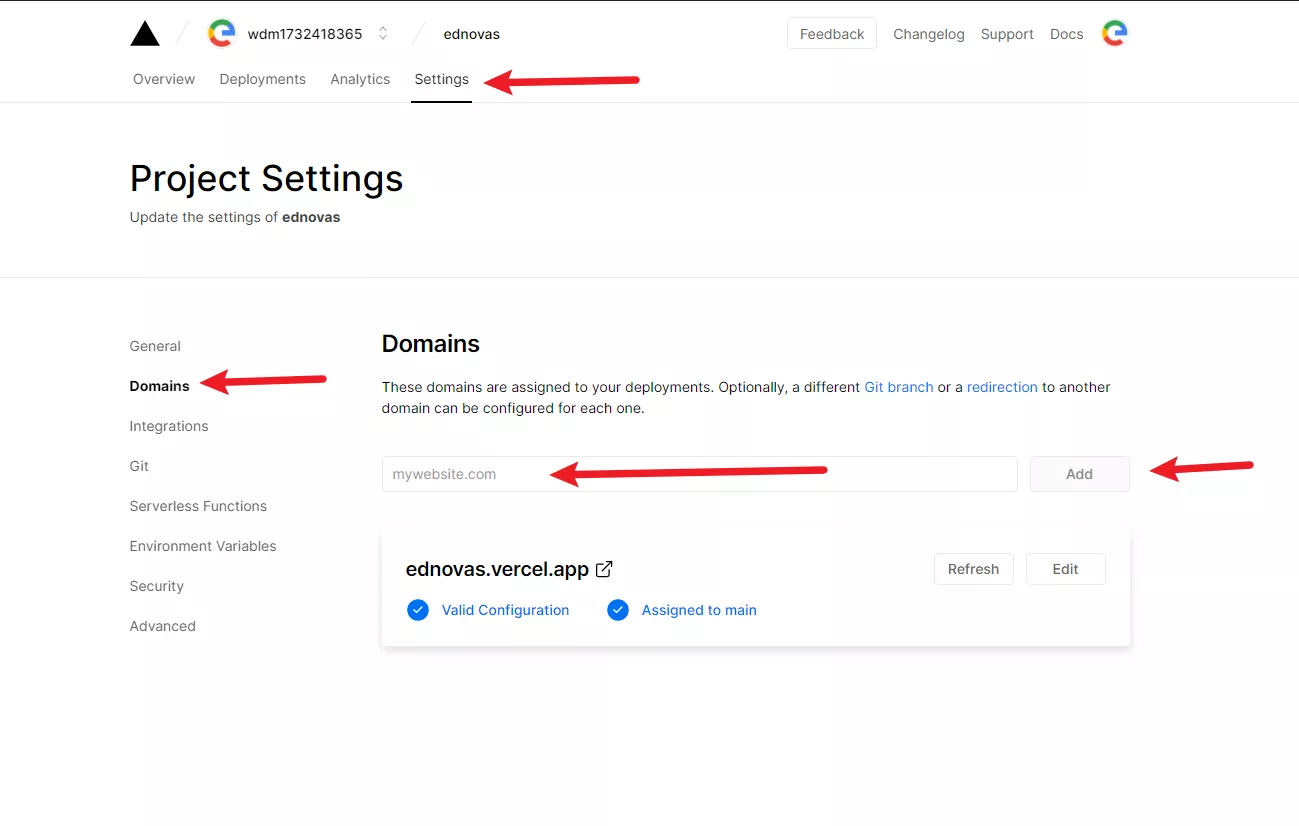 wdm1732418365 ednovas Feedback Changelog Support Docs
Overview Deployments Analytics Settings
Project Settings
Update the settings of ednovas
General
Domains
Integrations
Git
Serverless Functions
Environment Variables
Security
Advanced
Domains
These domains are assigned to your deployments. Optionally, a different Git branch or a redirection to another
domain can be configured for each one.
mywebsite.com Add
ednovas.vercel.app Refresh Edit
Valid Configuration Assigned to main